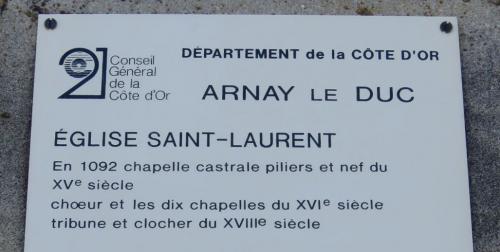 21
Conseil
Général
de la
Côte d'Or
DÉPARTEMENT de la CÔTE D'OR
ARNAY LE DUC
ÉGLISE SAINT-LAURENT
En 1092 chapelle castrale piliers et nef du
XVe siècle
chœur et les dix chapelles du XVIe siècle
tribune et clocher du XVIIIe siècle